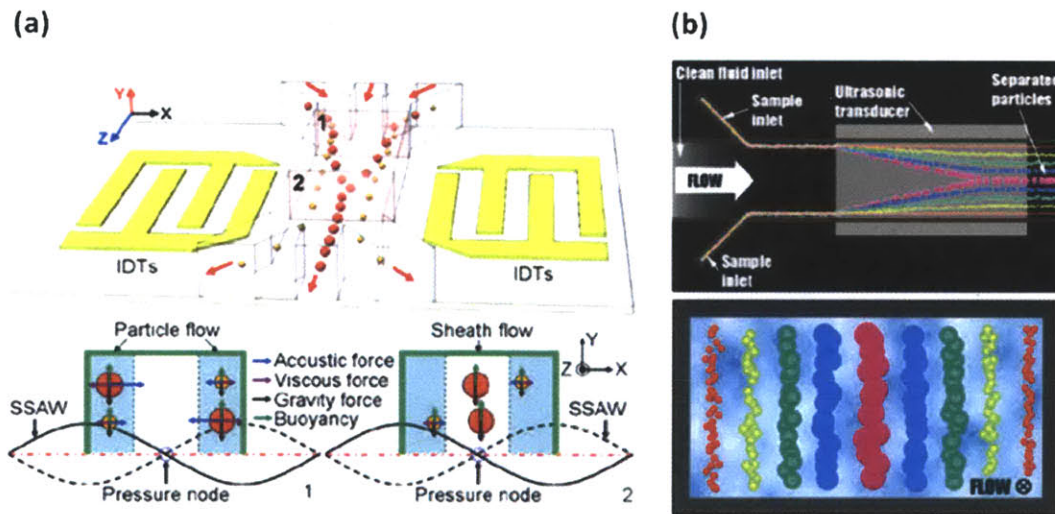 (a)
Y
X
Z
1
2
IDTs
IDTs
Particle flow
Sheath flow
Accustic force
Viscous force
Gravity force
Buoyancy
Y
Z
X
SSAW
SSAW
Pressure node
1
Pressure node
2
(b)
Clean fluid inlet
Sample
inlet
Ultrasonic
transducer
Separated
particles
FLOW
Sample
inlet
FLOW